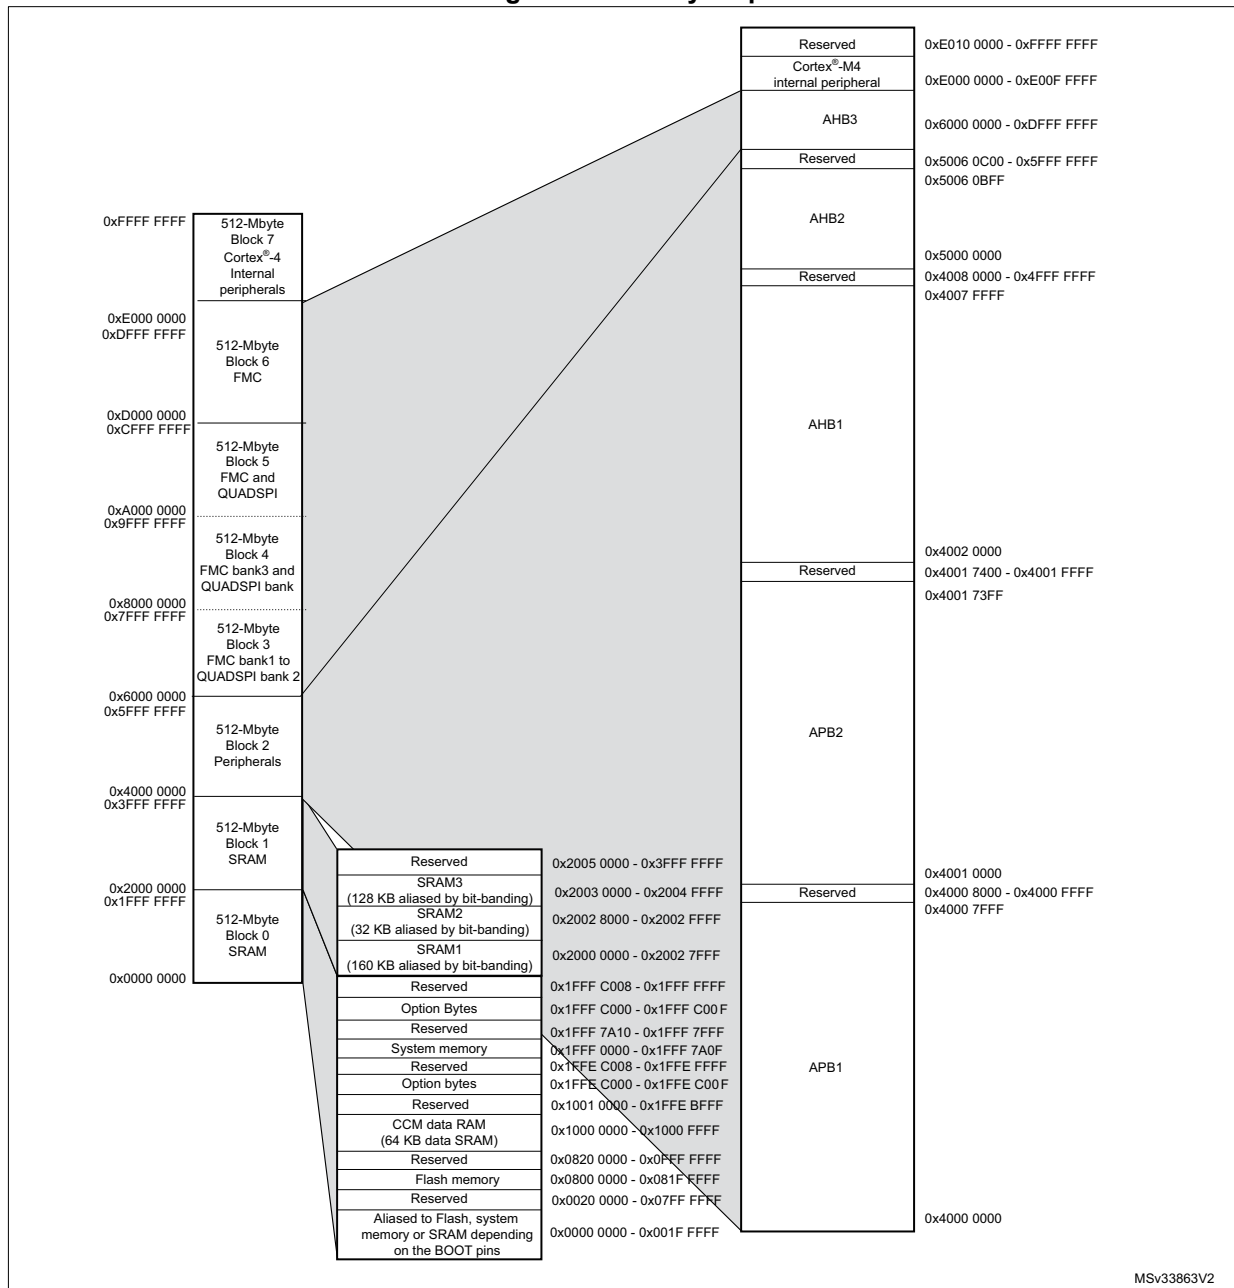 Reserved
0xE010 0000 - 0xFFFF FFFF
Cortex®-M4
internal peripheral
0xE000 0000 - 0xE00F FFFF
AHB3
0x6000 0000 - 0xDFFF FFFF
Reserved
0x5006 0C00 - 0x5FFF FFFF
0x5006 0BFF
AHB2
0x5000 0000
Reserved
0x4008 0000 - 0x4FFF FFFF
0x4007 FFFF
AHB1
0x4002 0000
Reserved
0x4001 7400 - 0x4001 FFFF
0x4001 73FF
APB2
0x4001 0000
Reserved
0x4000 8000 - 0x4000 FFFF
0x4000 7FFF
APB1
0x4000 0000
0xFFFF FFFF
512-Mbyte
Block 7
Cortex®-4
Internal
peripherals
0xE000 0000
0xDFFF FFFF
512-Mbyte
Block 6
FMC
0xD000 0000
0xCFFF FFFF
512-Mbyte
Block 5
FMC and
QUADSPI
0xA000 0000
0x9FFF FFFF
512-Mbyte
Block 4
FMC bank3 and
QUADSPI bank
0x8000 0000
0x7FFF FFFF
512-Mbyte
Block 3
FMC bank1 to
QUADSPI bank 2
0x6000 0000
0x5FFF FFFF
512-Mbyte
Block 2
Peripherals
0x4000 0000
0x3FFF FFFF
512-Mbyte
Block 1
SRAM
0x2000 0000
0x1FFF FFFF
512-Mbyte
Block 0
SRAM
0x0000 0000
Reserved
0x2005 0000 - 0x3FFF FFFF
SRAM3
(128 KB aliased by bit-banding)
0x2003 0000 - 0x2004 FFFF
SRAM2
(32 KB aliased by bit-banding)
0x2002 8000 - 0x2002 FFFF
SRAM1
(160 KB aliased by bit-banding)
0x2000 0000 - 0x2002 7FFF
Reserved
0x1FFF C008 - 0x1FFF FFFF
Option Bytes
0x1FFF C000 - 0x1FFF C00F
Reserved
0x1FFF 7A10 - 0x1FFF 7FFF
System memory
0x1FFF 0000 - 0x1FFF 7A0F
Reserved
0x1FFE C008 - 0x1FFE FFFF
Option bytes
0x1FFE C000 - 0x1FFE C00F
Reserved
0x1001 0000 - 0x1FFE BFFF
CCM data RAM
(64 KB data SRAM)
0x1000 0000 - 0x1000 FFFF
Reserved
0x0820 0000 - 0x0FFF FFFF
Flash memory
0x0800 0000 - 0x081F FFFF
Reserved
0x0020 0000 - 0x07FF FFFF
Aliased to Flash, system
memory or SRAM depending
on the BOOT pins
0x0000 0000 - 0x001F FFFF
MSv33863V2